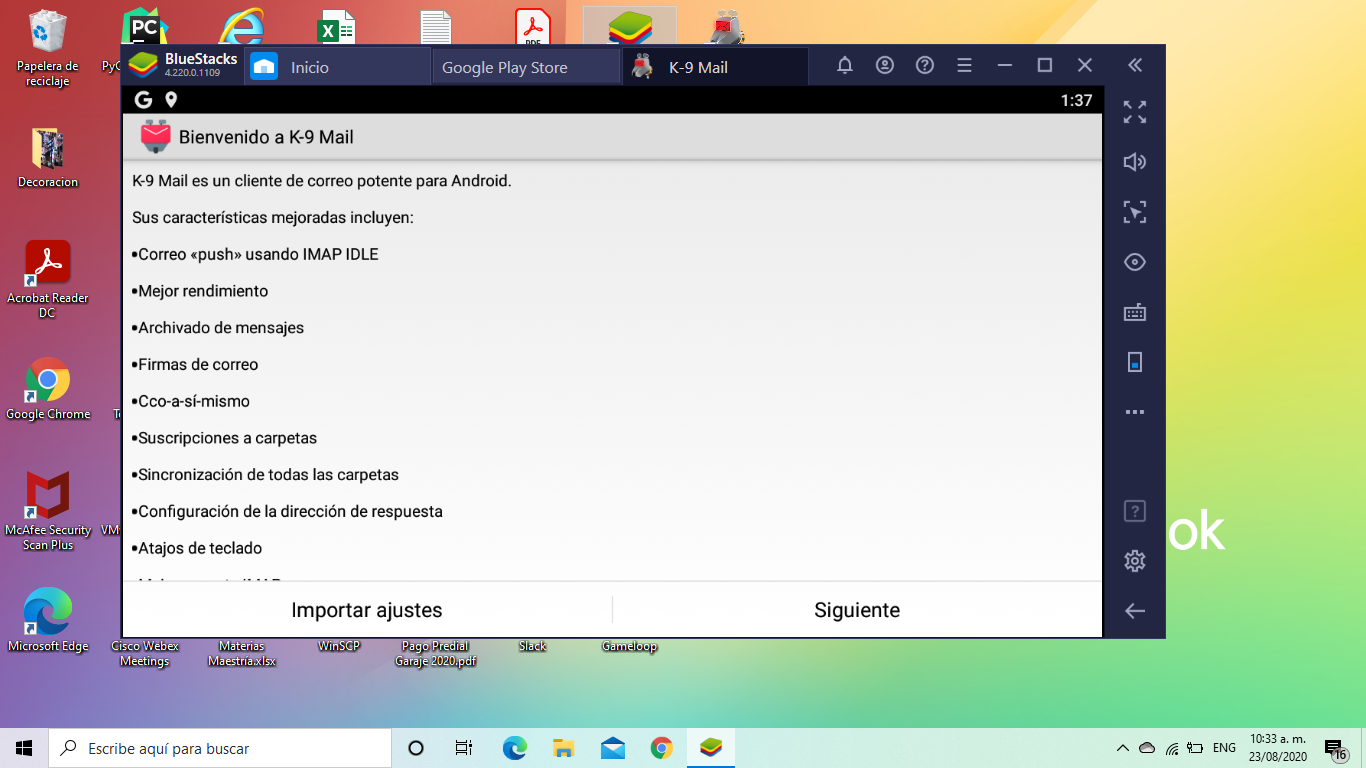 Papelera de
reciclaje
PyC
PC
PDF
BlueStacks
4.220.0.1109
Inicio
Google Play Store
K-9 Mail
1:37
Bienvenido a K-9 Mail
K-9 Mail es un cliente de correo potente para Android.
Sus características mejoradas incluyen:
•Correo «push» usando IMAP IDLE
•Mejor rendimiento
•Archivado de mensajes
•Firmas de correo
•Cco-a-sí-mismo
•Suscripciones a carpetas
•Sincronización de todas las carpetas
•Configuración de la dirección de respuesta
•Atajos de teclado
Importar ajustes
Siguiente
Decoracion
Acrobat Reader
DC
Google Chrome
McAfee Security
Scan Plus
Microsoft Edge
Cisco Webex
Meetings
Materias
Maestría.xlsx
WinSCP
Pago Predial
Garaje 2020.pdf
Slack
Gameloop
ok
Escribe aquí para buscar
ENG
10:33 a. m.
23/08/2020
16